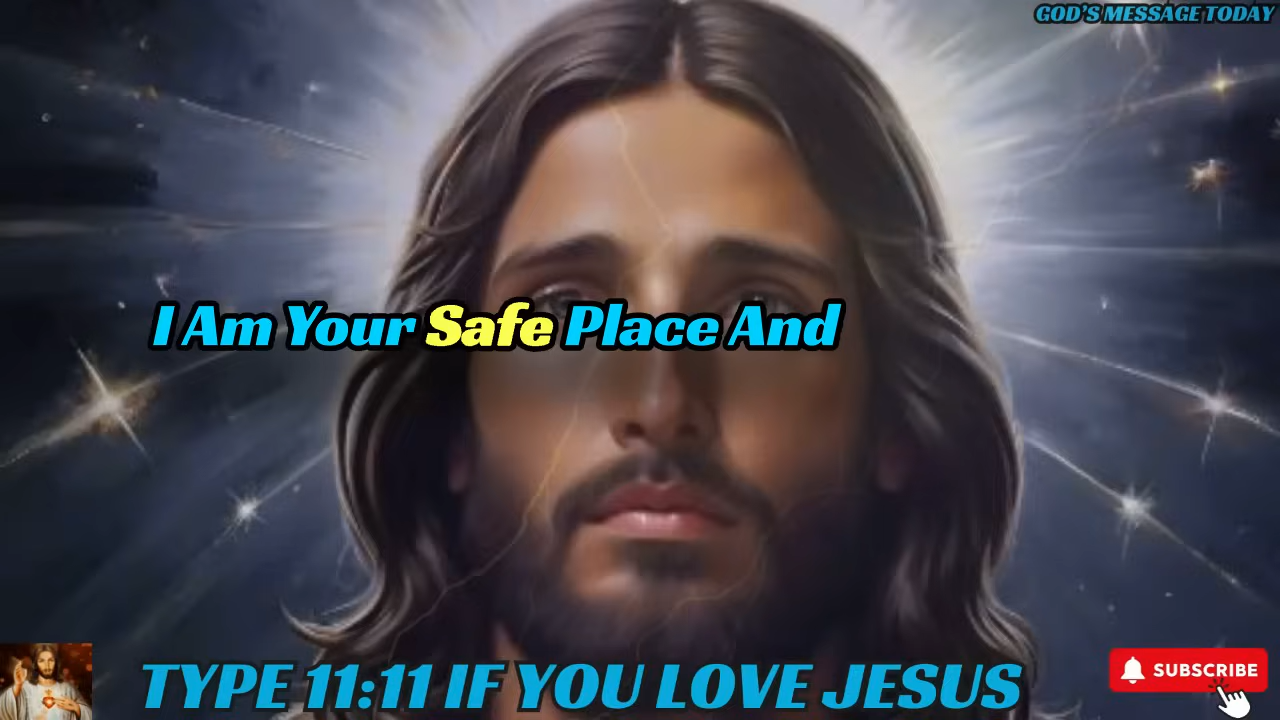 GOD'S MESSAGE TODAY
I Am Your Safe Place And
TYPE 11:11 IF YOU LOVE JESUS
SUBSCRIBE